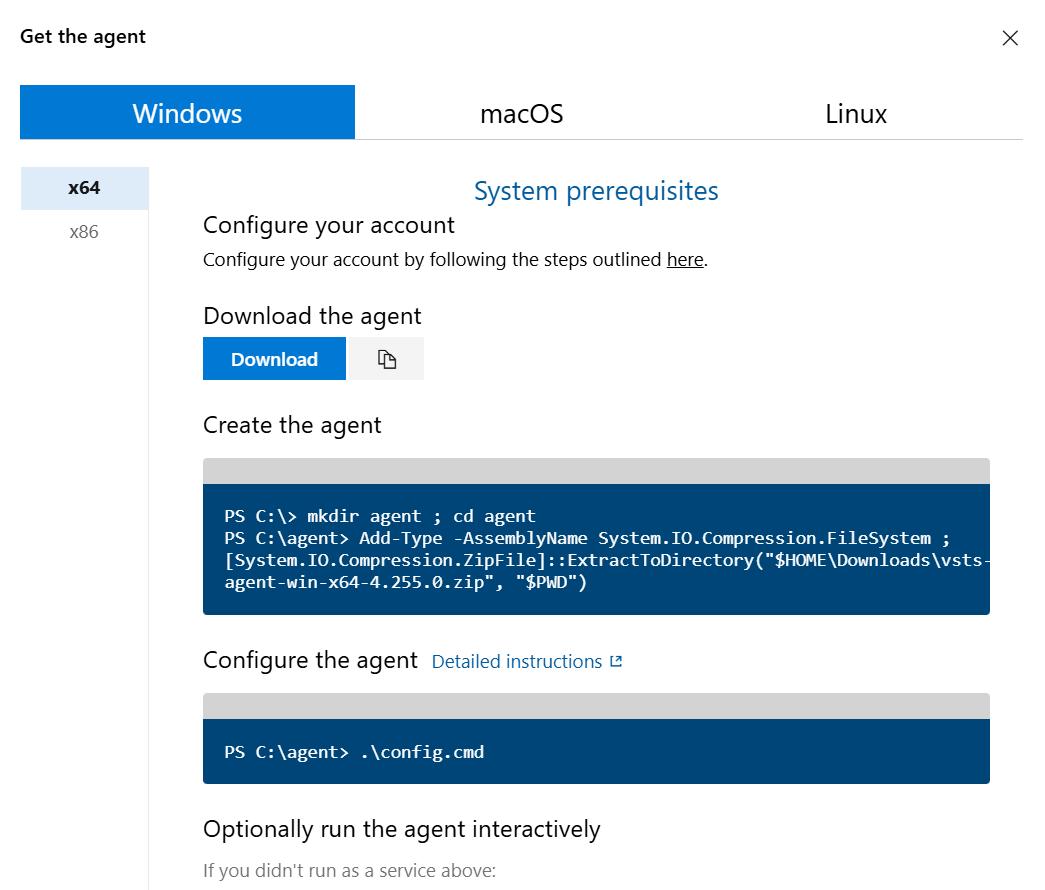 Get the agent
Windows
macOS
Linux
x64
x86
System prerequisites
Configure your account
Configure your account by following the steps outlined here.
Download the agent
Download
Create the agent
PS C:\> mkdir agent ; cd agent
PS C:\agent> Add-Type -AssemblyName System.IO.Compression.FileSystem ;
[System.IO.Compression.ZipFile]::ExtractToDirectory("$HOME\Downloads\vsts-
agent-win-x64-4.255.0.zip", "$PWD")
Configure the agent Detailed instructions
PS C:\agent> .\config.cmd
Optionally run the agent interactively
If you didn't run as a service above: